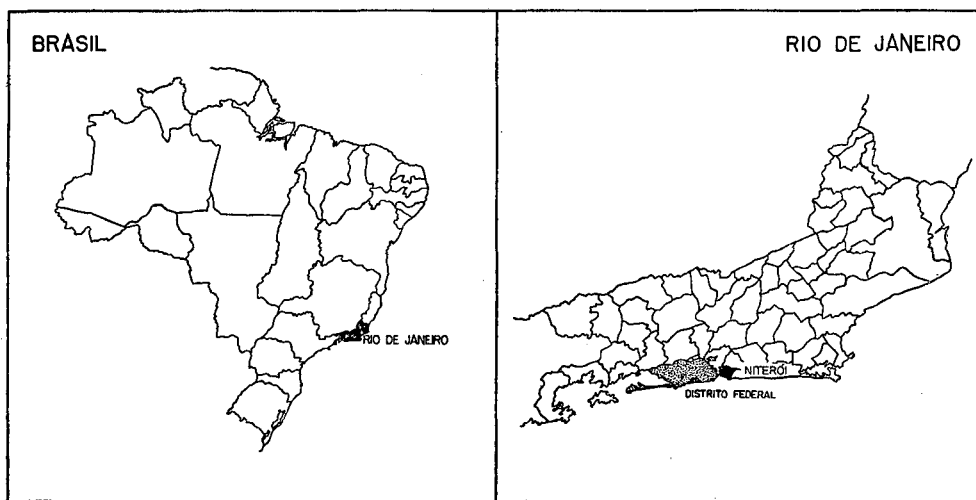 BRASIL
RIO DE JANEIRO
RIO DE JANEIRO
NITERÓI
DISTRITO FEDERAL